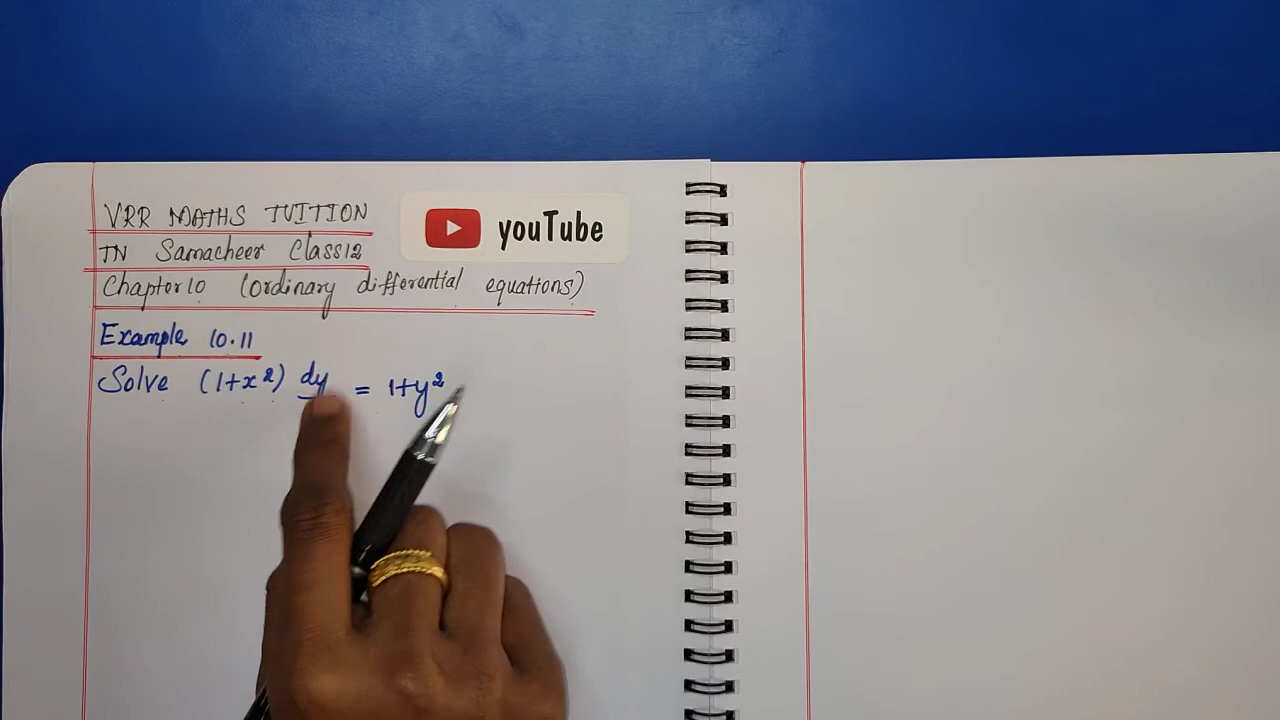 VRR MATHS TUITION
youTube
TN Samacheer Class12
Chapter10 (ordinary differential equations)
Example 10.11
Solve (1+x²) dy = 1+y²